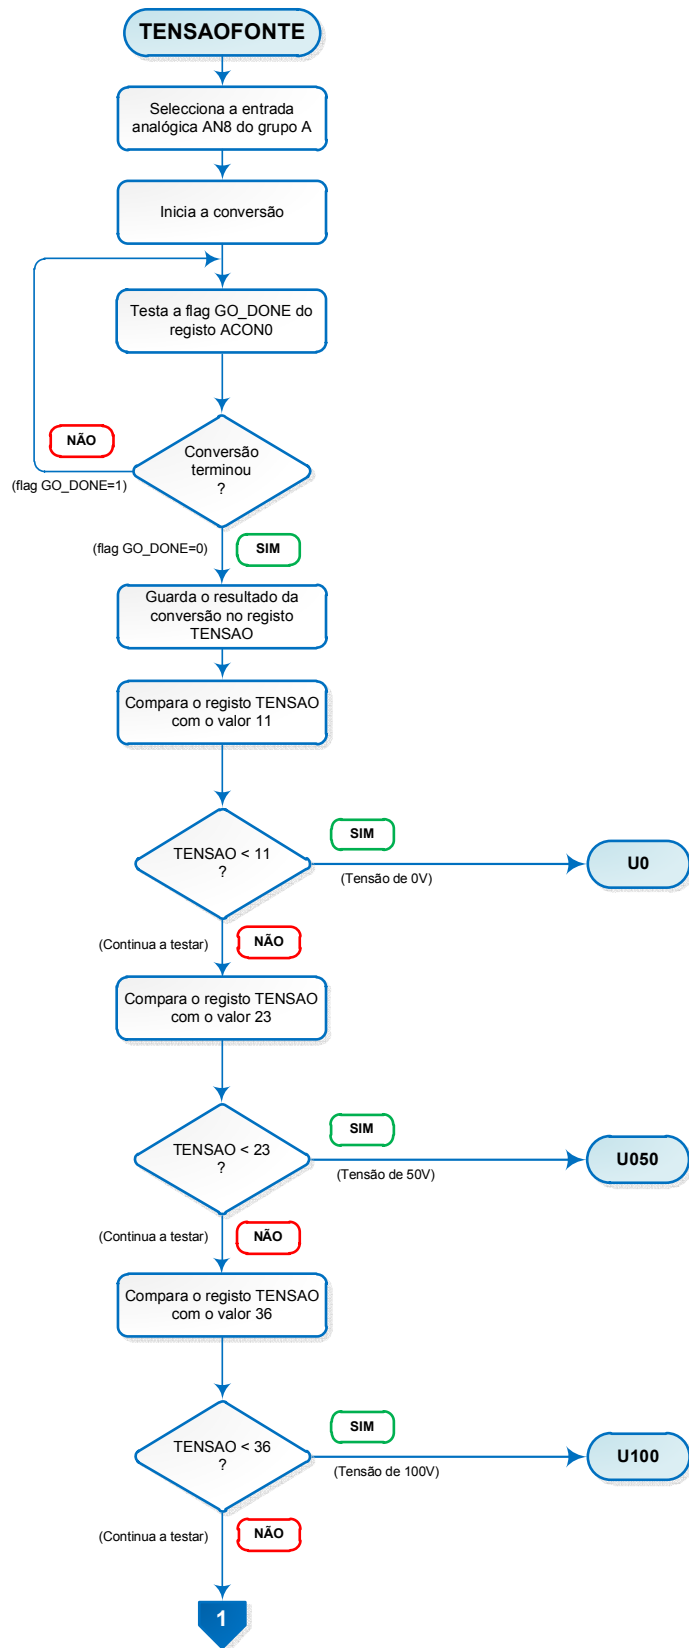 TENSAOFONTE
Selecciona a entrada
analógica AN8 do grupo A
Inicia a conversão
Testa a flag GO_DONE do
registo ACON0
NÃO
(flag GO_DONE=1)
Conversão
terminou
?
(flag GO_DONE=0)
SIM
Guarda o resultado da
conversão no registo
TENSAO
Compara o registo TENSAO
com o valor 11
TENSAO < 11
?
SIM
(Tensão de 0V)
U0
(Continua a testar)
NÃO
Compara o registo TENSAO
com o valor 23
TENSAO < 23
?
SIM
(Tensão de 50V)
U050
(Continua a testar)
NÃO
Compara o registo TENSAO
com o valor 36
TENSAO < 36
?
SIM
(Tensão de 100V)
U100
(Continua a testar)
NÃO
1